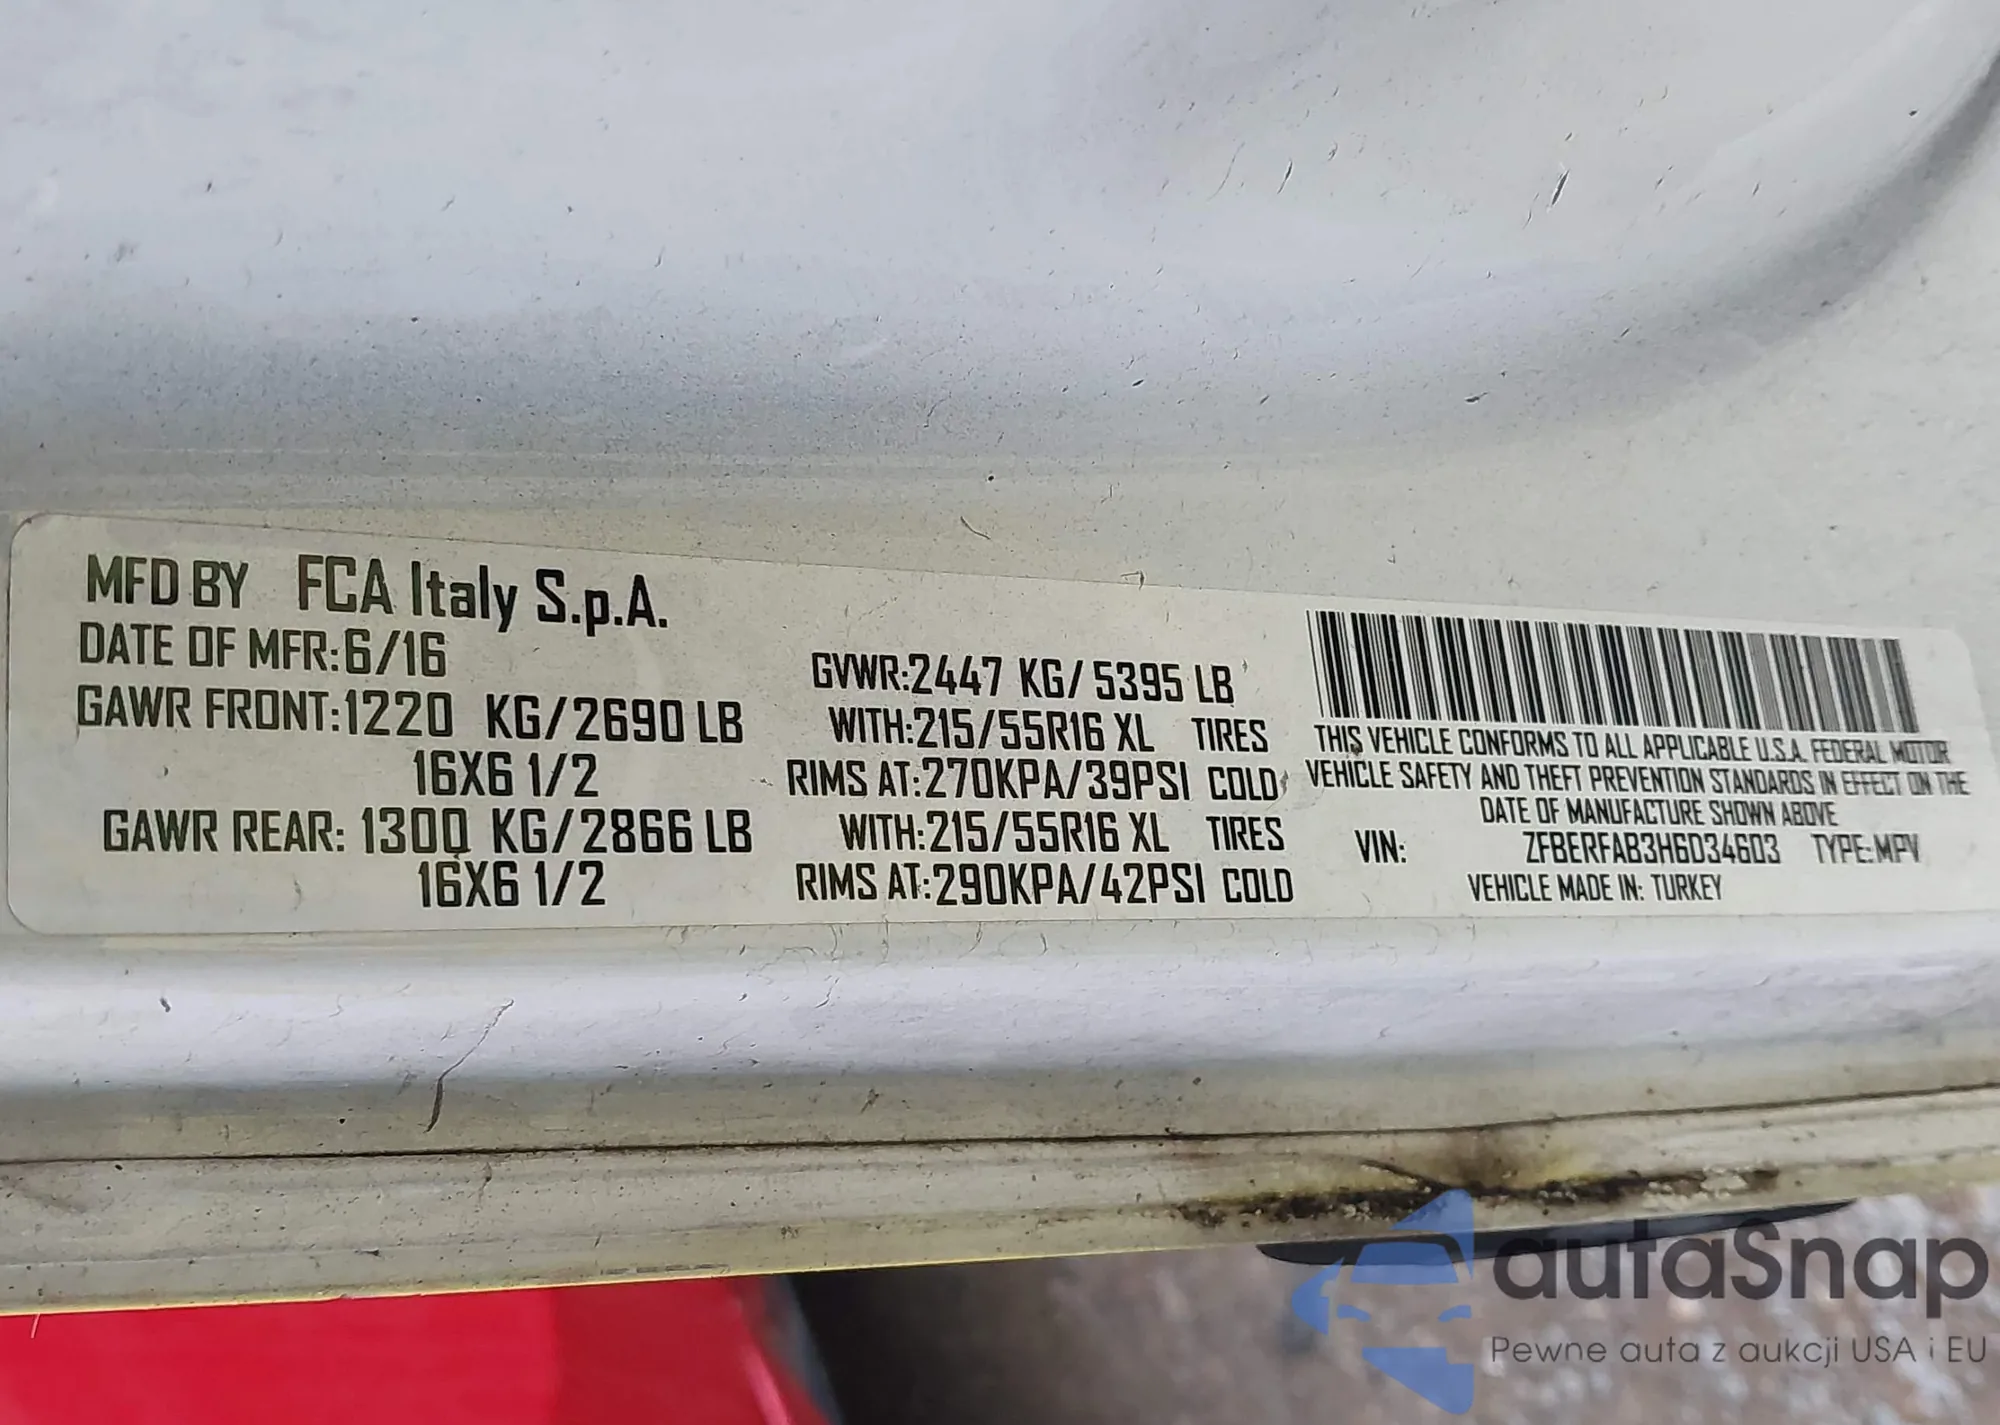 MFD BY FCA Italy S.p.A.
DATE OF MFR:6/16
GAWR FRONT:1220 KG/2690 LB
16X6 1/2
GAWR REAR: 1300 KG/2866 LB
16X6 1/2
GVWR:2447 KG/5395 LB
WITH:215/55R16 XL TIRES
RIMS AT:270KPA/39PSI COLD
WITH:215/55R16 XL TIRES
RIMS AT:290KPA/42PSI COLD
THIS VEHICLE CONFORMS TO ALL APPLICABLE U.S.A. FEDERAL MOTOR
VEHICLE SAFETY AND THEFT PREVENTION STANDARDS IN EFFECT ON THE
DATE OF MANUFACTURE SHOWN ABOVE
VIN: ZFBERFAB3H6D34603 TYPE:MPV
VEHICLE MADE IN: TURKEY
autaSnap
Pewne auta z aukcji USA i EU